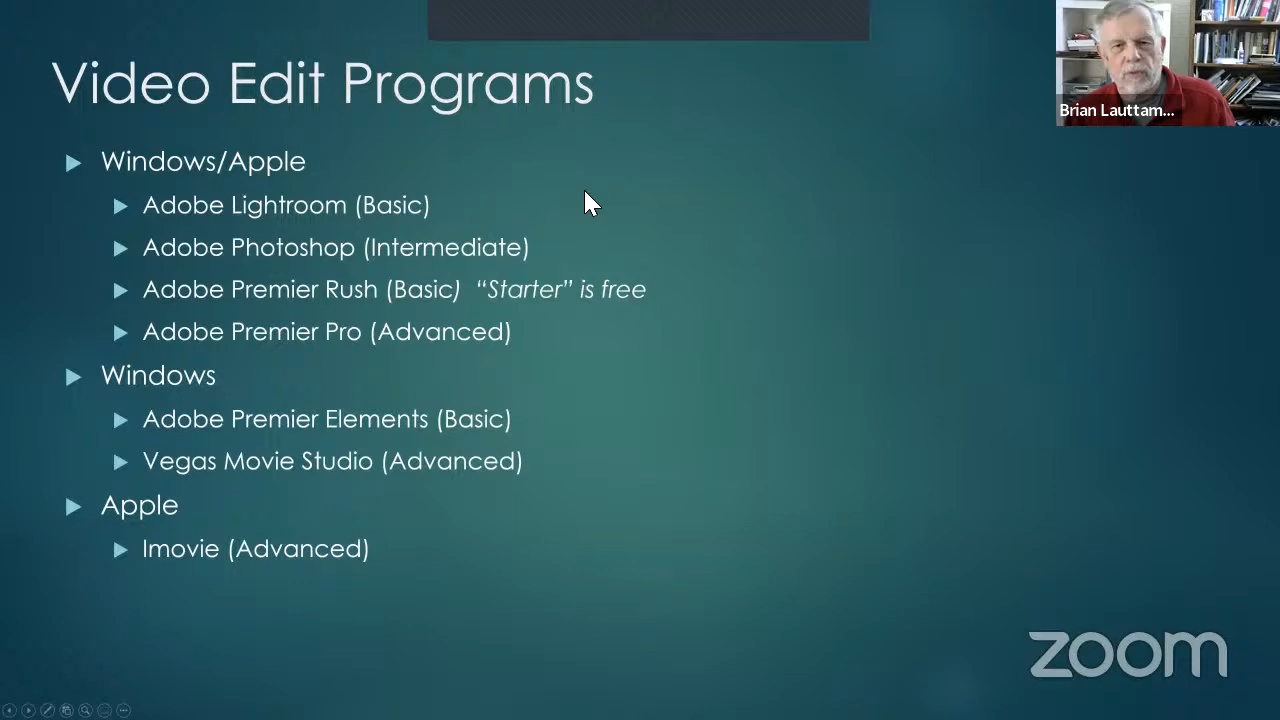 Video Edit Programs
Brian Lauttam...
Windows/Apple
Adobe Lightroom (Basic)
Adobe Photoshop (Intermediate)
Adobe Premier Rush (Basic) “Starter” is free
Adobe Premier Pro (Advanced)
Windows
Adobe Premier Elements (Basic)
Vegas Movie Studio (Advanced)
Apple
Imovie (Advanced)
zoom